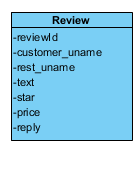 Review
-reviewId
-customer_uname
-rest_uname
-text
-star
-price
-reply